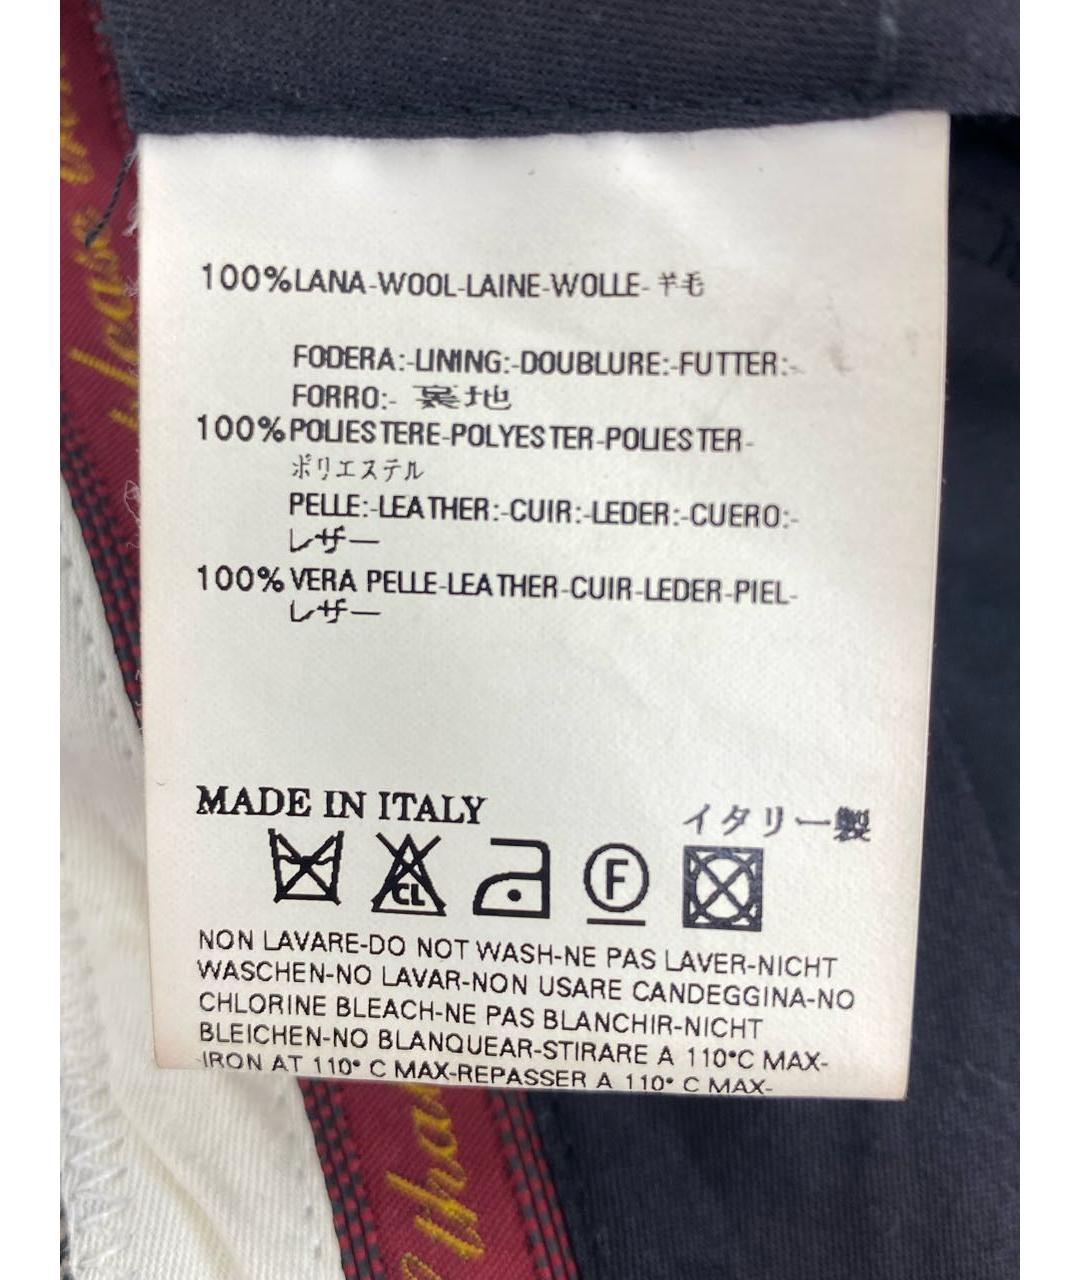 100%LANA-WOOL-LAINE-WOLLE-羊毛
FODERA:-LINING:-DOUBLURE:-FUTTER:-
FORRO:- 裏地
100%POLIESTERE-POLYESTER-POLIESTER-
ポリエステル
PELLE:-LEATHER:-CUIR:-LEDER:-CUERO:-
レザー
100%VERA PELLE-LEATHER-CUIR-LEDER-PIEL-
レザー
MADE IN ITALY
イタリー製
CL
F
NON LAVARE-DO NOT WASH-NE PAS LAVER-NICHT
WASCHEN-NO LAVAR-NON USARE CANDEGGINA-NO
CHLORINE BLEACH-NE PAS BLANCHIR-NICHT
BLEICHEN-NO BLANQUEAR-STIRARE A 110°C MAX-
-IRON AT 110° C MAX-REPASSER A 110° C MAX-
please
than